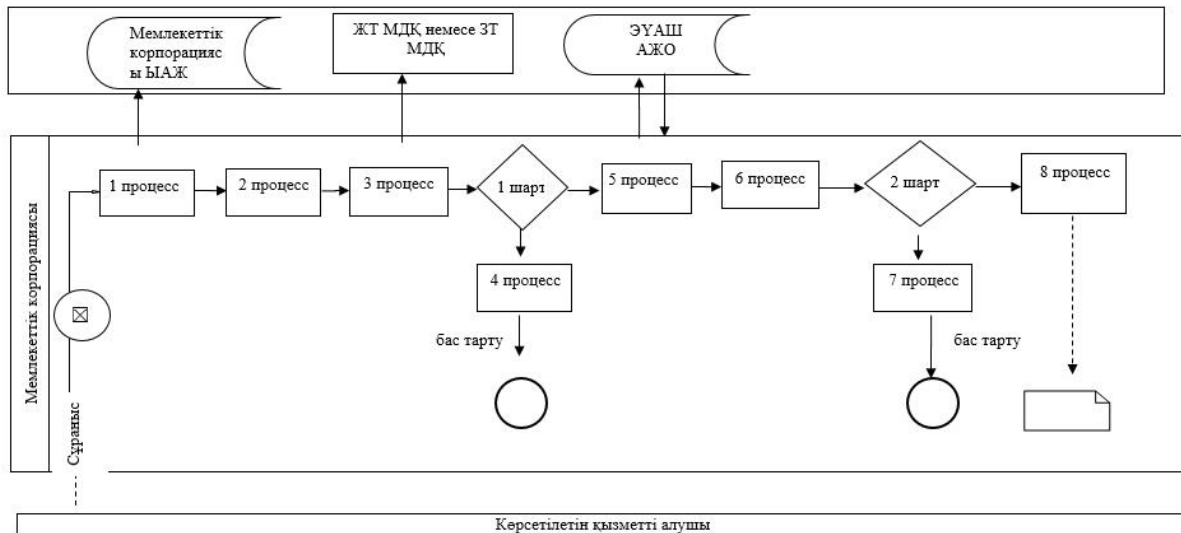 Мемлекеттік
корпорацияс
ы ЫАЖ
ЖТ МДҚ немесе ЗТ
МДҚ
ЭҮАШ
АЖО
Мемлекеттік корпорациясы
1 процесс
2 процесс
3 процесс
1 шарт
5 процесс
6 процесс
2 шарт
8 процесс
4 процесс
7 процесс
бас тарту
бас тарту
Сұраныс
Көрсетілетін қызметті алушы